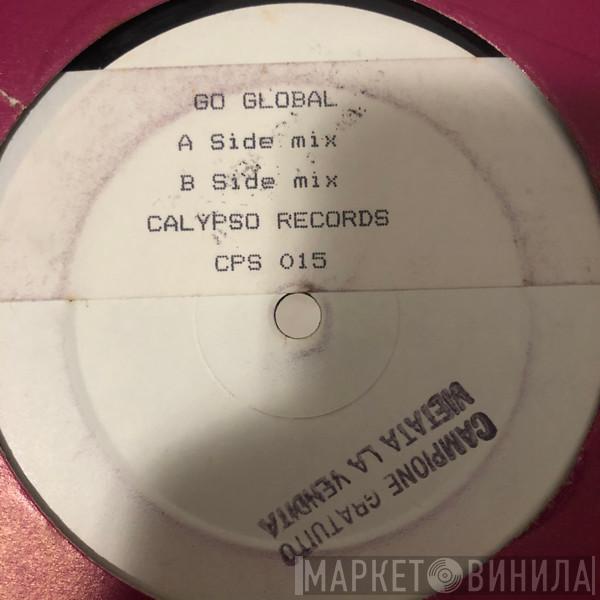 GO GLOBAL
A Side mix
B Side mix
CALYPSO RECORDS
CPS 015
CAMPIONE GRATUITO
VIETATA LA VENDITA
МАРКЕТ ВИНИЛА